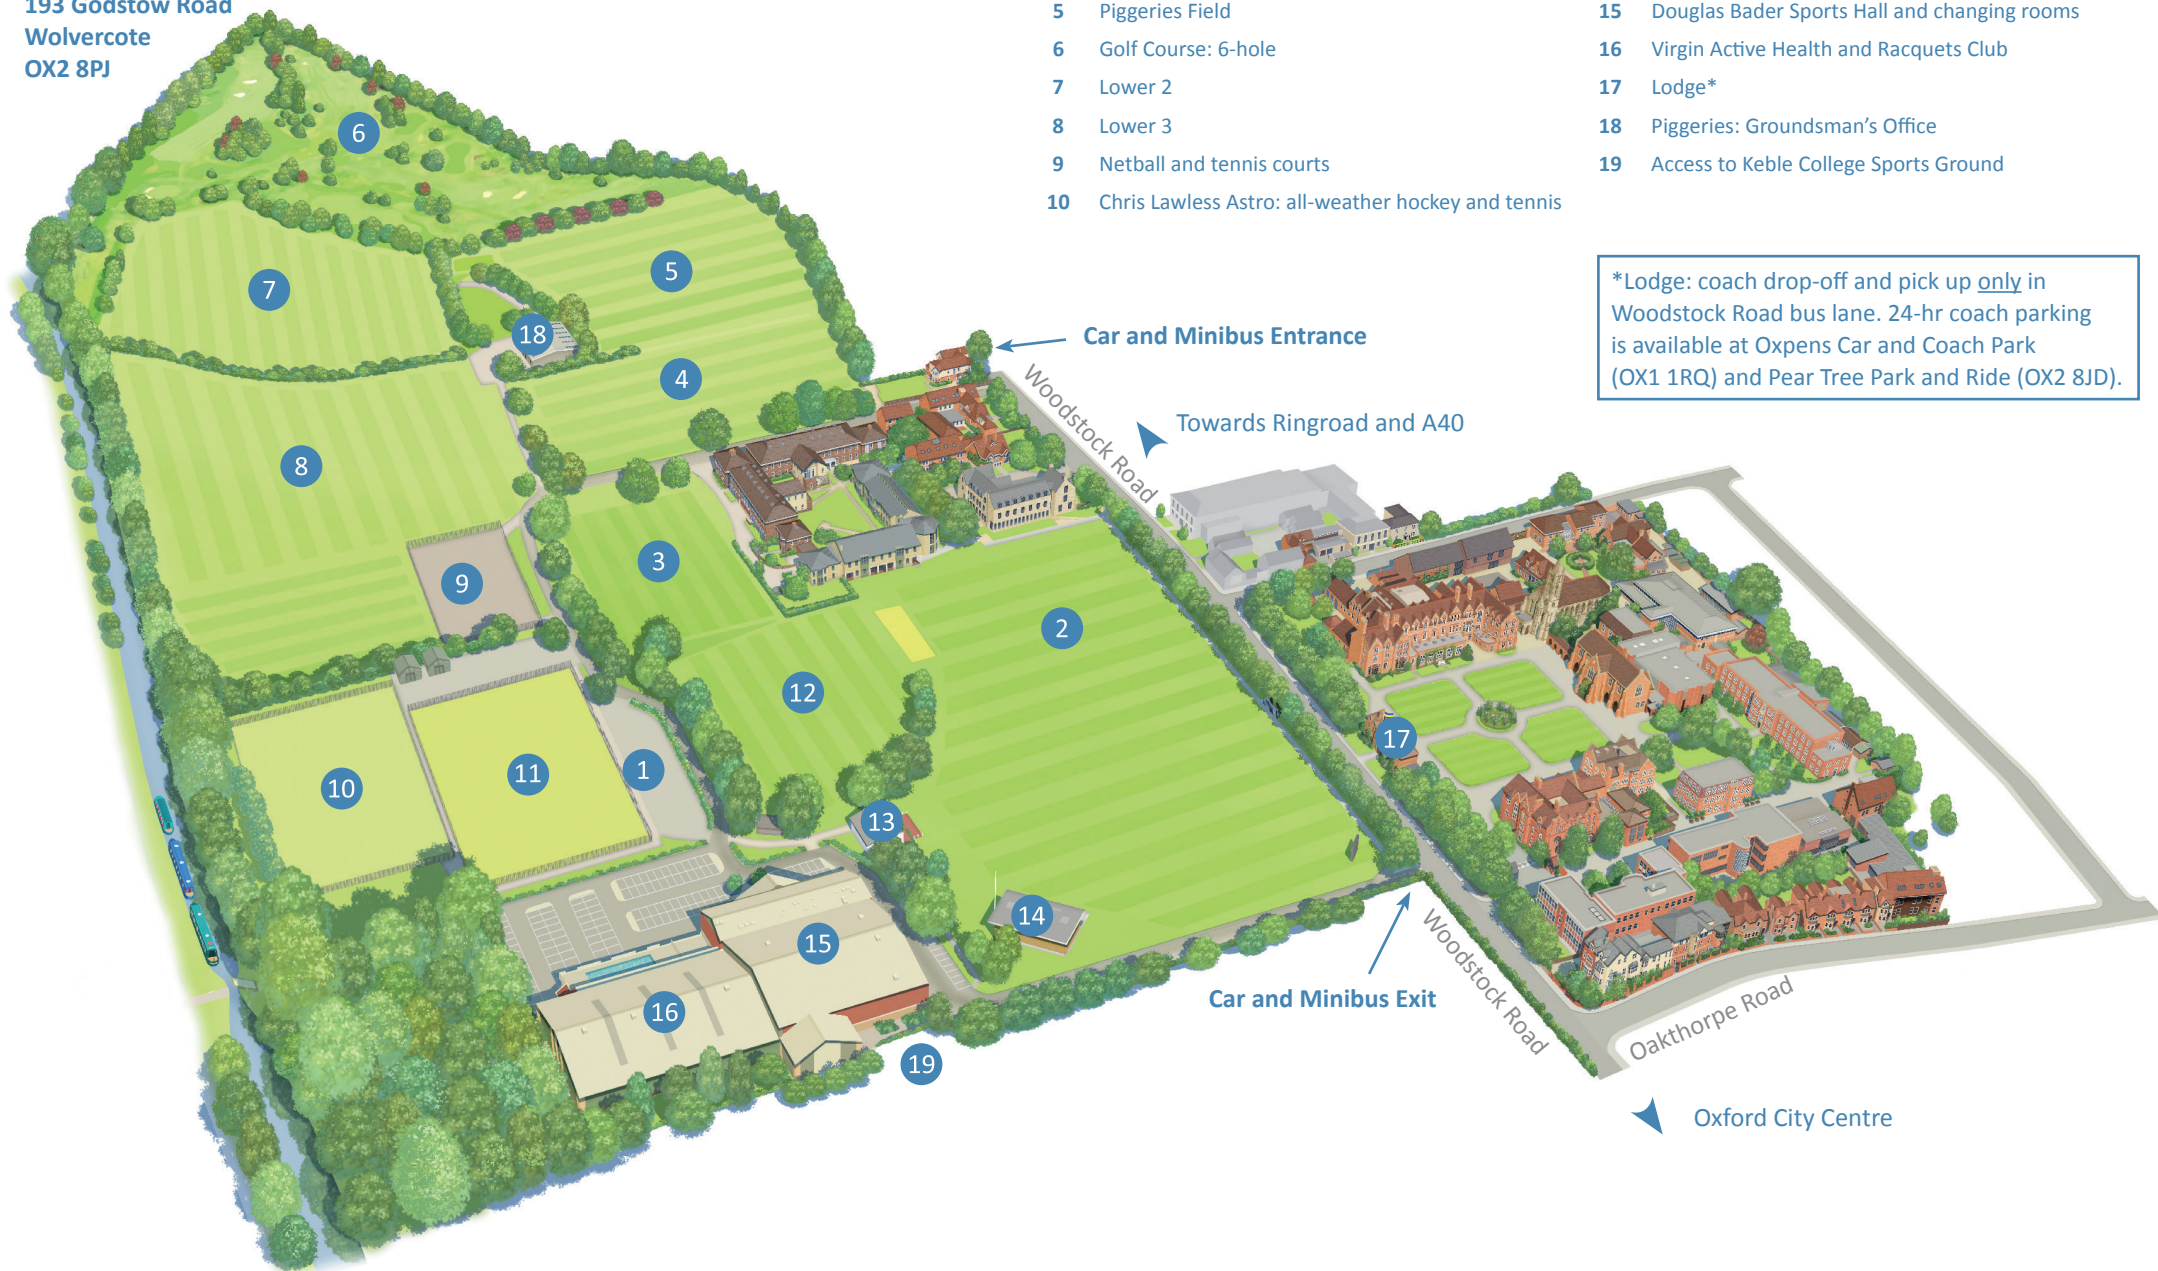 193 Godstow Road
Wolvercote
OX2 8PJ
5 Piggeries Field
6 Golf Course: 6-hole
7 Lower 2
8 Lower 3
9 Netball and tennis courts
10 Chris Lawless Astro: all-weather hockey and tennis
15 Douglas Bader Sports Hall and changing rooms
16 Virgin Active Health and Racquets Club
17 Lodge*
18 Piggeries: Groundsman’s Office
19 Access to Keble College Sports Ground
*Lodge: coach drop-off and pick up only in
Woodstock Road bus lane. 24-hr coach parking
is available at Oxpens Car and Coach Park
(OX1 1RQ) and Pear Tree Park and Ride (OX2 8JD).
6
5
7
18
Car and Minibus Entrance
4
Woodstock Road
Towards Ringroad and A40
8
3
9
2
12
17
1
11
10
13
14
15
Woodstock Road
Car and Minibus Exit
16
Oakthorpe Road
19
Oxford City Centre